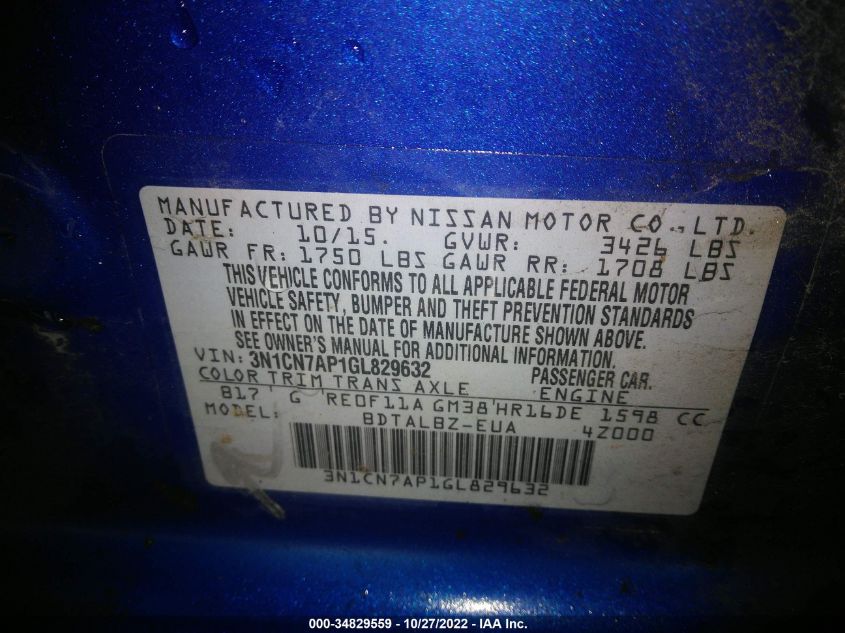 MANUFACTURED BY NISSAN MOTOR CO., LTD.
DATE: 10/15. GVWR: 3426 LBS
GAWR FR: 1750 LBS GAWR RR: 1708 LBS
THIS VEHICLE CONFORMS TO ALL APPLICABLE FEDERAL MOTOR
VEHICLE SAFETY, BUMPER AND THEFT PREVENTION STANDARDS
IN EFFECT ON THE DATE OF MANUFACTURE SHOWN ABOVE.
SEE OWNER'S MANUAL FOR ADDITIONAL INFORMATION.
VIN: 3N1CN7AP1GL829632 PASSENGER CAR.
COLOR TRIM TRANS AXLE ENGINE
B17' G 'RE0F11A GM38'HR16DE 1598 CC
MODEL: BDTALBZ-EUA 4Z000
3N1CN7AP1GL829632
000-34829559 - 10/27/2022 - IAA Inc.